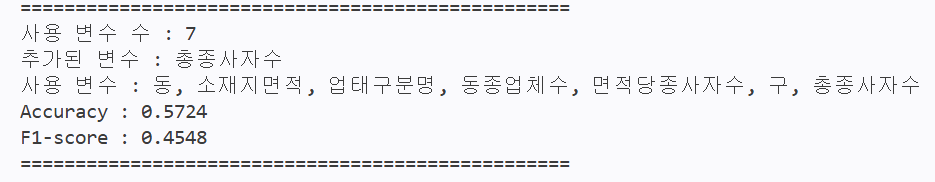 ==================================================
사용 변수 수 : 7
추가된 변수 : 총종사자수
사용 변수 : 동, 소재지면적, 업태구분명, 동종업체수, 면적당종사자수, 구, 총종사자수
Accuracy : 0.5724
F1-score : 0.4548
==================================================